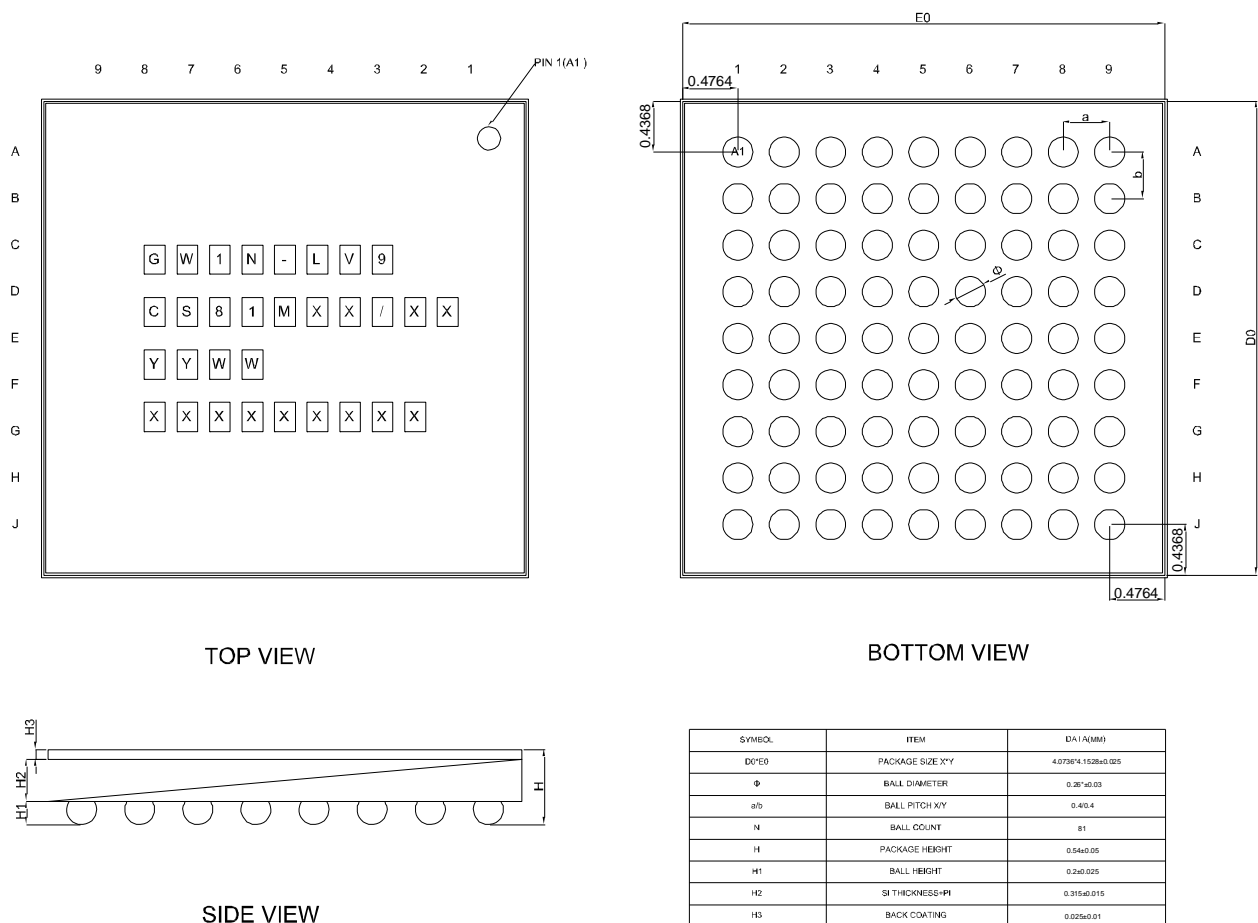 9 8 7 6 5 4 3 2 1
PIN 1(A1 )
A
B
C
D
E
F
G
H
J
G W 1 N - L V 9
C S 8 1 M X X / X X
Y Y W W
X X X X X X X X X
TOP VIEW
E0
1 2 3 4 5 6 7 8 9
0.4764
0.4368
A1
a
b
Φ
A
B
C
D
E
F
G
H
J
D0
0.4368
0.4764
BOTTOM VIEW
H3
H2
H1
H
SIDE VIEW
SYMBOL ITEM DATA(MM)
D0*E0 PACKAGE SIZE X*Y 4.0736*4.1528±0.025
Φ BALL DIAMETER 0.26*±0.03
a/b BALL PITCH X/Y 0.4/0.4
N BALL COUNT 81
H PACKAGE HEIGHT 0.54±0.05
H1 BALL HEIGHT 0.2±0.025
H2 SI THICKNESS+PI 0.315±0.015
H3 BACK COATING 0.025±0.01